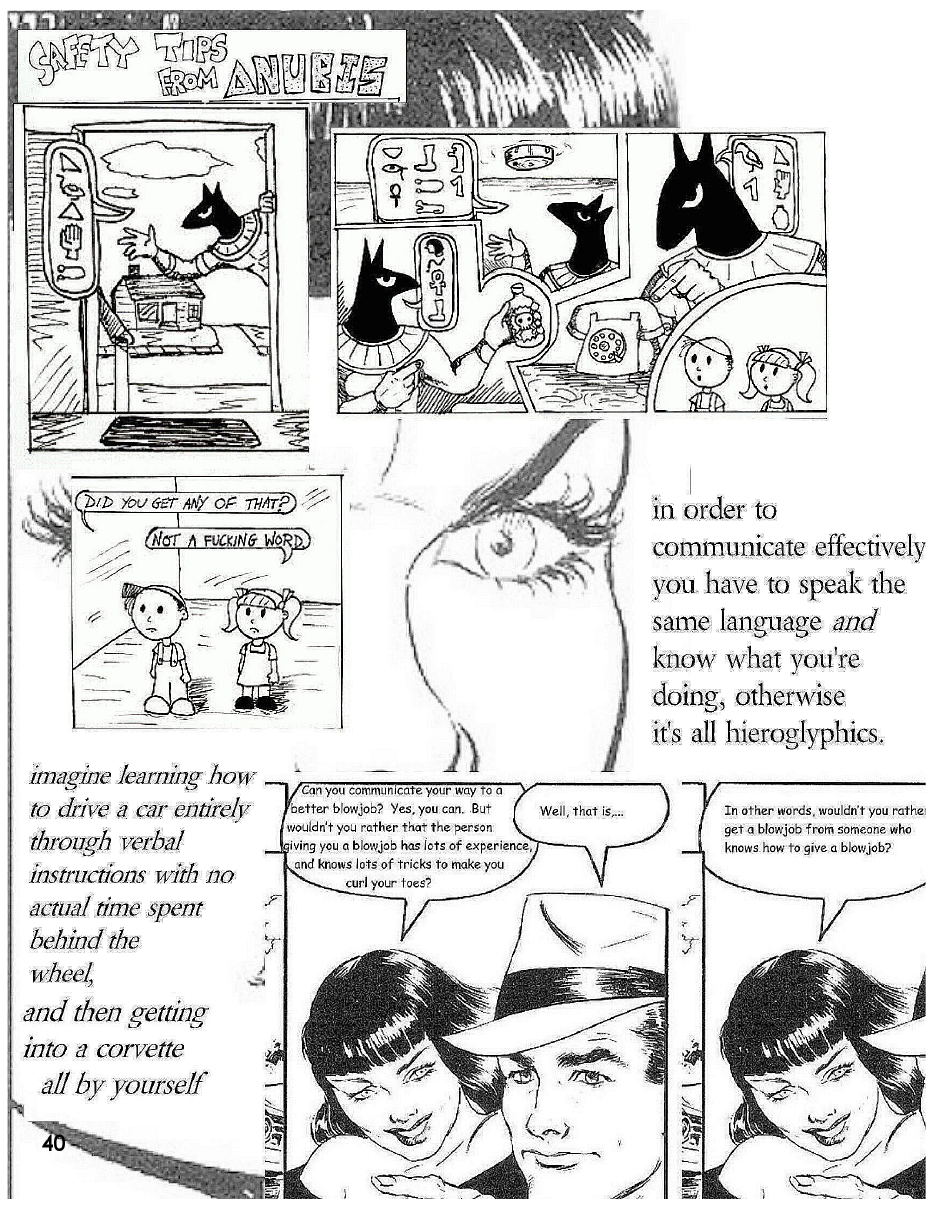 SAFETY TIPS
FROM ANUBIS
DID YOU GET ANY OF THAT?
NOT A FUCKING WORD
in order to
communicate effectively
you have to speak the
same language and
know what you're
doing, otherwise
it's all hieroglyphics.
imagine learning how
to drive a car entirely
through verbal
instructions with no
actual time spent
behind the
wheel,
and then getting
into a corvette
all by yourself
Can you communicate your way to a
better blowjob? Yes, you can. But
wouldn't you rather that the person
giving you a blowjob has lots of experience,
and knows lots of tricks to make you
curl your toes?
Well, that is,...
In other words, wouldn't you rathe
get a blowjob from someone who
knows how to give a blowjob?
40